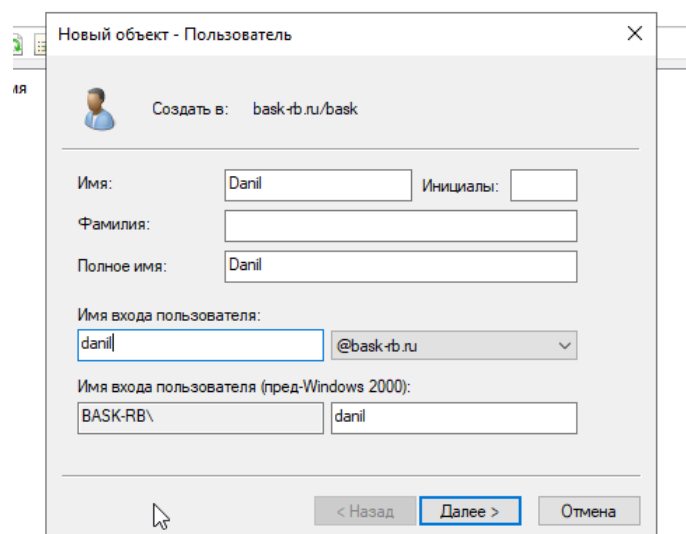 Новый объект - Пользователь
мя
Создать в: bask-rb.ru/bask
Имя: Danil Инициалы:
Фамилия:
Полное имя: Danil
Имя входа пользователя:
danil @bask-rb.ru
Имя входа пользователя (пред-Windows 2000):
BASK-RB\ danil
< Назад Далее > Отмена